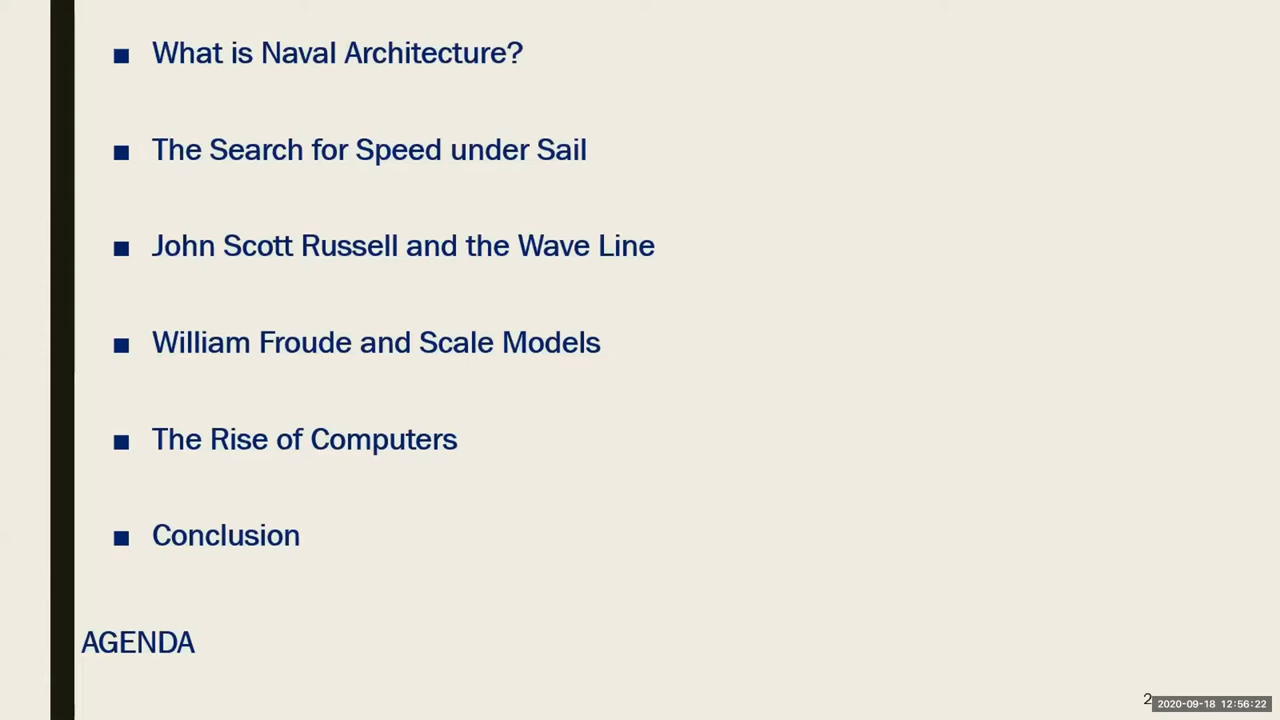 ■ What is Naval Architecture?
■ The Search for Speed under Sail
■ John Scott Russell and the Wave Line
■ William Froude and Scale Models
■ The Rise of Computers
■ Conclusion
AGENDA
2
2020-09-18 12:56:22